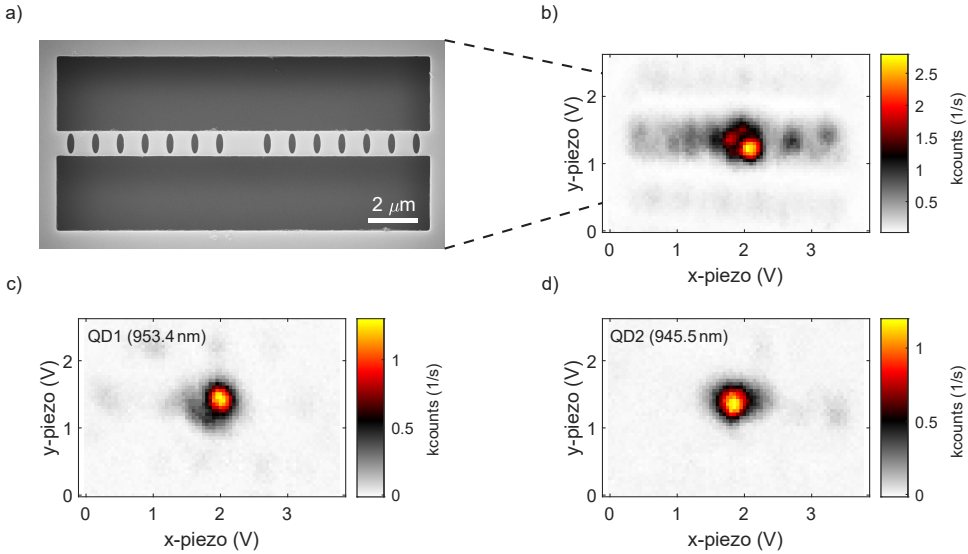 a)
2 μm
b)
y-piezo (V)
2
1
0
0
1
2
3
x-piezo (V)
2.5
2
1.5
1
0.5
kcounts (1/s)
c)
QD1 (953.4 nm)
y-piezo (V)
2
1
0
0
1
2
3
x-piezo (V)
1
0.5
0
kcounts (1/s)
d)
QD2 (945.5 nm)
y-piezo (V)
2
1
0
0
1
2
3
x-piezo (V)
1
0.5
0
kcounts (1/s)